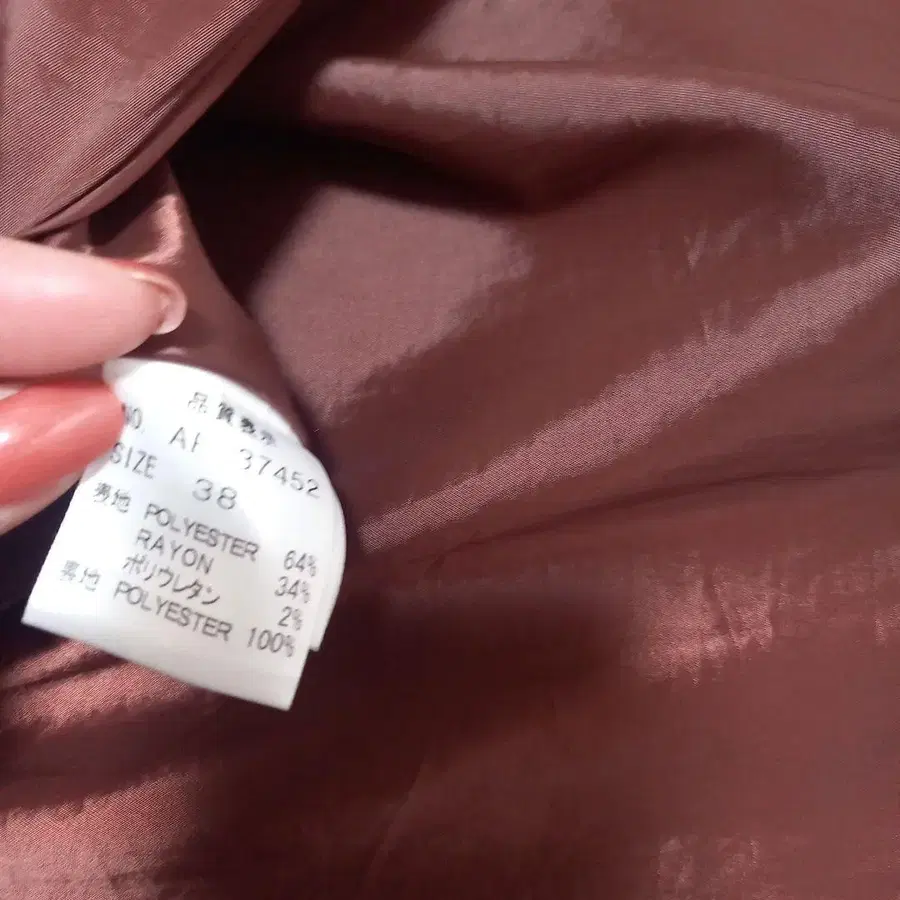 品質表示
NO. AF 37452
SIZE 38
表地 POLYESTER 64%
RAYON 34%
ポリウレタン 2%
裏地 POLYESTER 100%